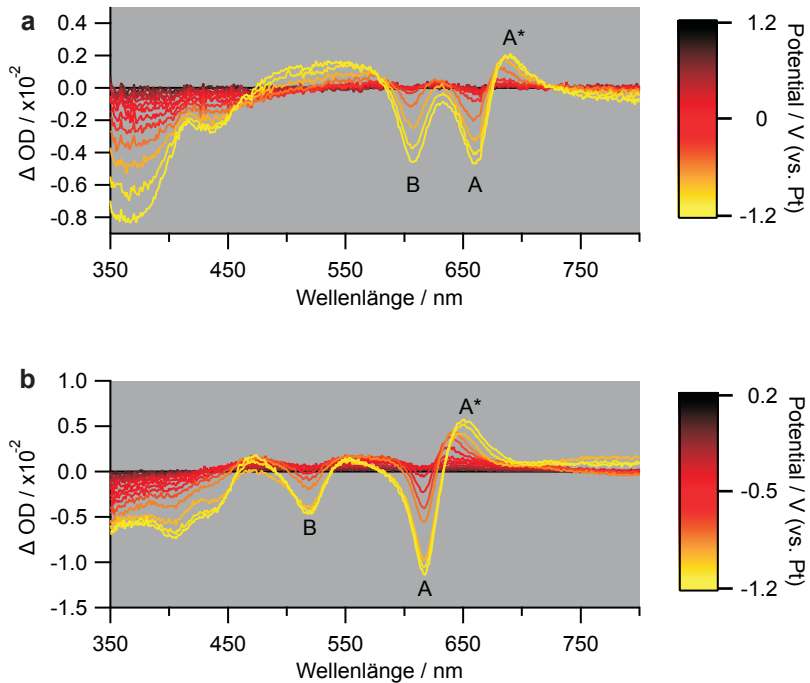 a
Δ OD / x10⁻²
0.4
0.2
0.0
-0.2
-0.4
-0.6
-0.8
A*
B
A
350
450
550
650
750
Wellenlänge / nm
1.2
0
-1.2
Potential / V (vs. Pt)
b
Δ OD / x10⁻²
1.0
0.5
0.0
-0.5
-1.0
-1.5
A*
B
A
350
450
550
650
750
Wellenlänge / nm
0.2
-0.5
-1.2
Potential / V (vs. Pt)